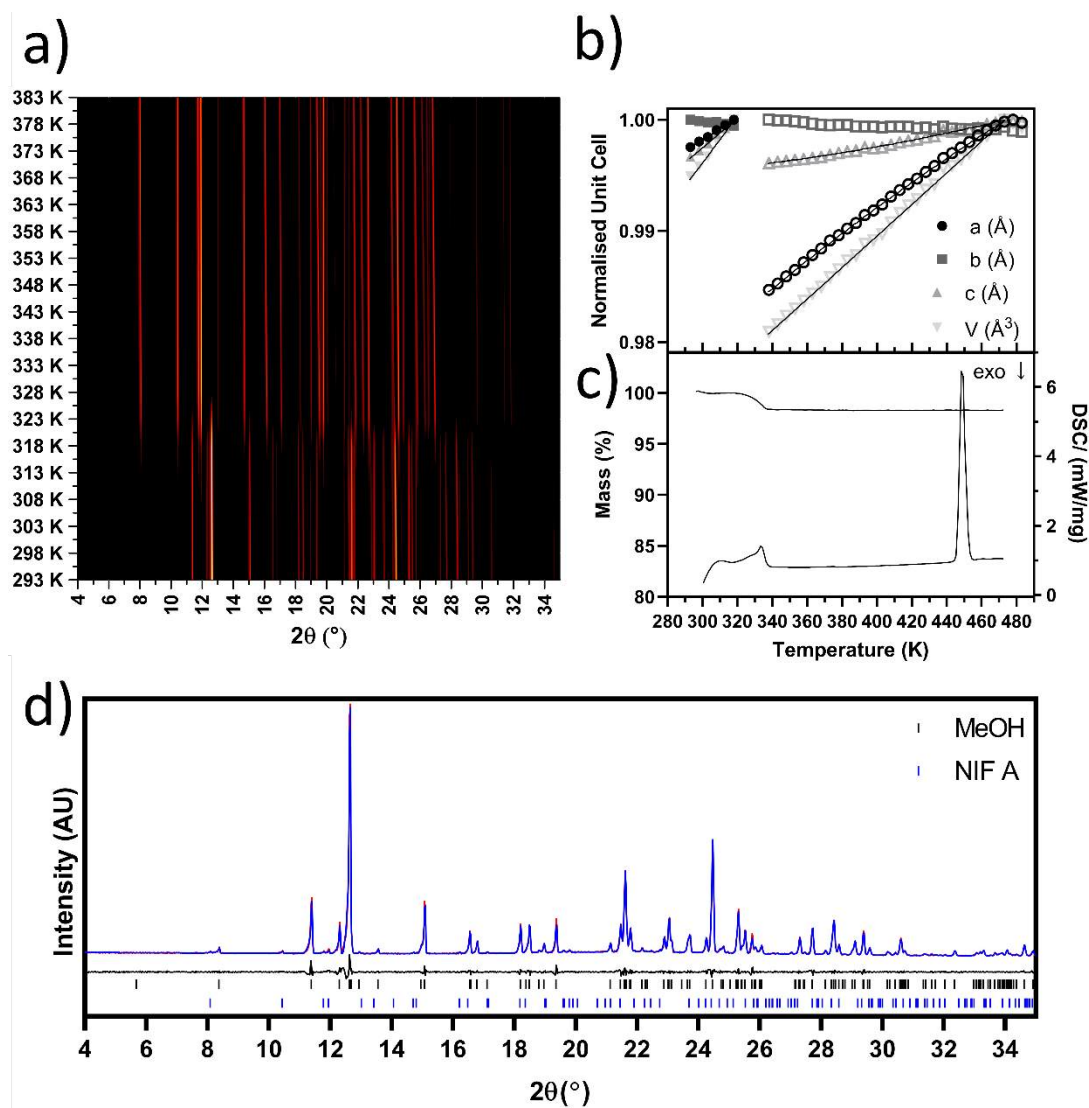 a)
383 K
378 K
373 K
368 K
363 K
358 K
353 K
348 K
343 K
338 K
333 K
328 K
323 K
318 K
313 K
308 K
303 K
298 K
293 K
4 6 8 10 12 14 16 18 20 22 24 26 28 30 32 34
2θ (°)
b)
Normalised Unit Cell
1.00
0.99
0.98
a (Å)
b (Å)
c (Å)
V (Å³)
c)
exo ↓
Mass (%)
100
95
90
85
80
DSC/ (mW/mg)
6
4
2
0
280 300 320 340 360 380 400 420 440 460 480
Temperature (K)
d)
Intensity (AU)
MeOH
NIF A
4 6 8 10 12 14 16 18 20 22 24 26 28 30 32 34
2θ(°)